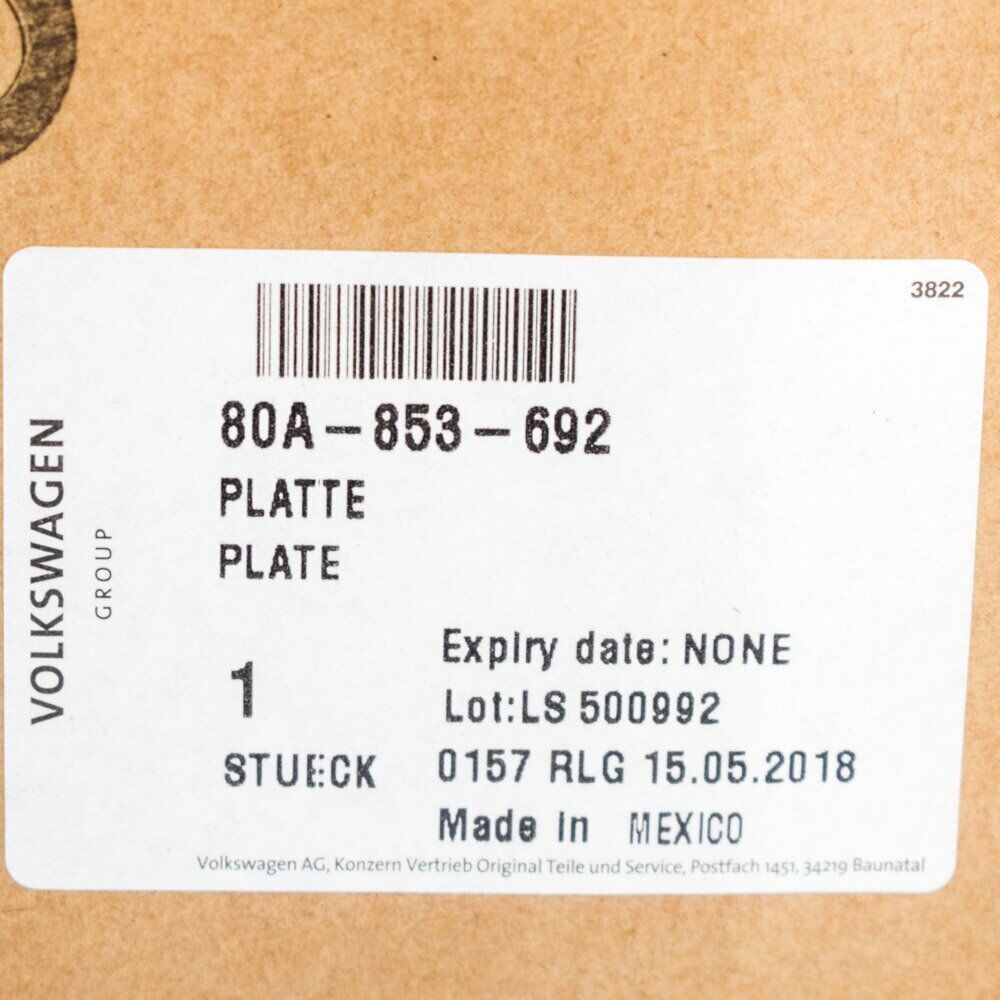 3822
80A-853-692
PLATTE
PLATE
VOLKSWAGEN
GROUP
1
STUECK
Expiry date: NONE
Lot:LS 500992
0157 RLG 15.05.2018
Made in MEXICO
Volkswagen AG, Konzern Vertrieb Original Teile und Service, Postfach 1451, 34219 Baunatal